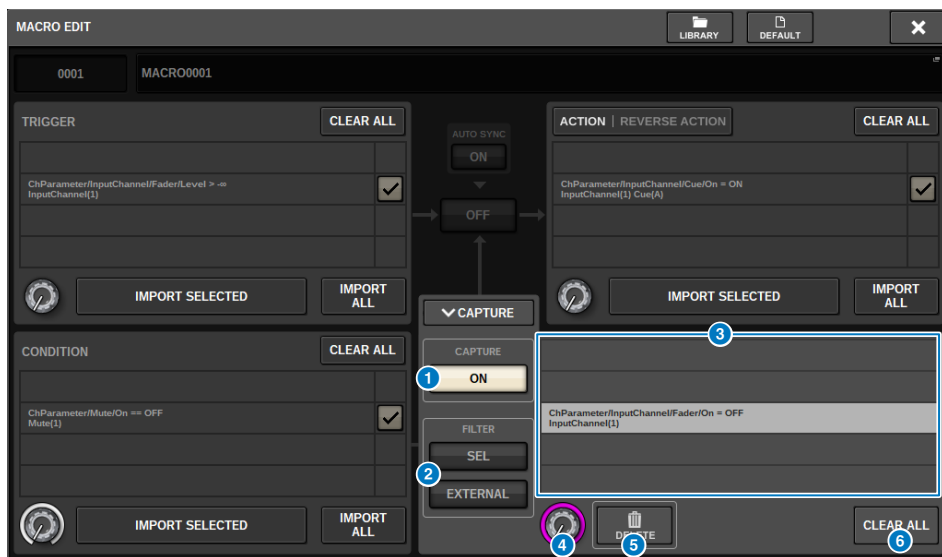 MACRO EDIT
LIBRARY
DEFAULT
0001
MACRO0001
TRIGGER
CLEAR ALL
ChParameter/InputChannel/Fader/Level > -∞
InputChannel(1)
IMPORT SELECTED
IMPORT
ALL
AUTO SYNC
ON
OFF
ACTION | REVERSE ACTION
CLEAR ALL
ChParameter/InputChannel/Cue/On = ON
InputChannel(1) Cue(A)
IMPORT SELECTED
IMPORT
ALL
CONDITION
CLEAR ALL
ChParameter/Mute/On == OFF
Mute(1)
IMPORT SELECTED
IMPORT
ALL
CAPTURE
CAPTURE
1
ON
FILTER
SEL
2
EXTERNAL
3
ChParameter/InputChannel/Fader/On = OFF
InputChannel(1)
4
DELETE
5
CLEAR ALL
6